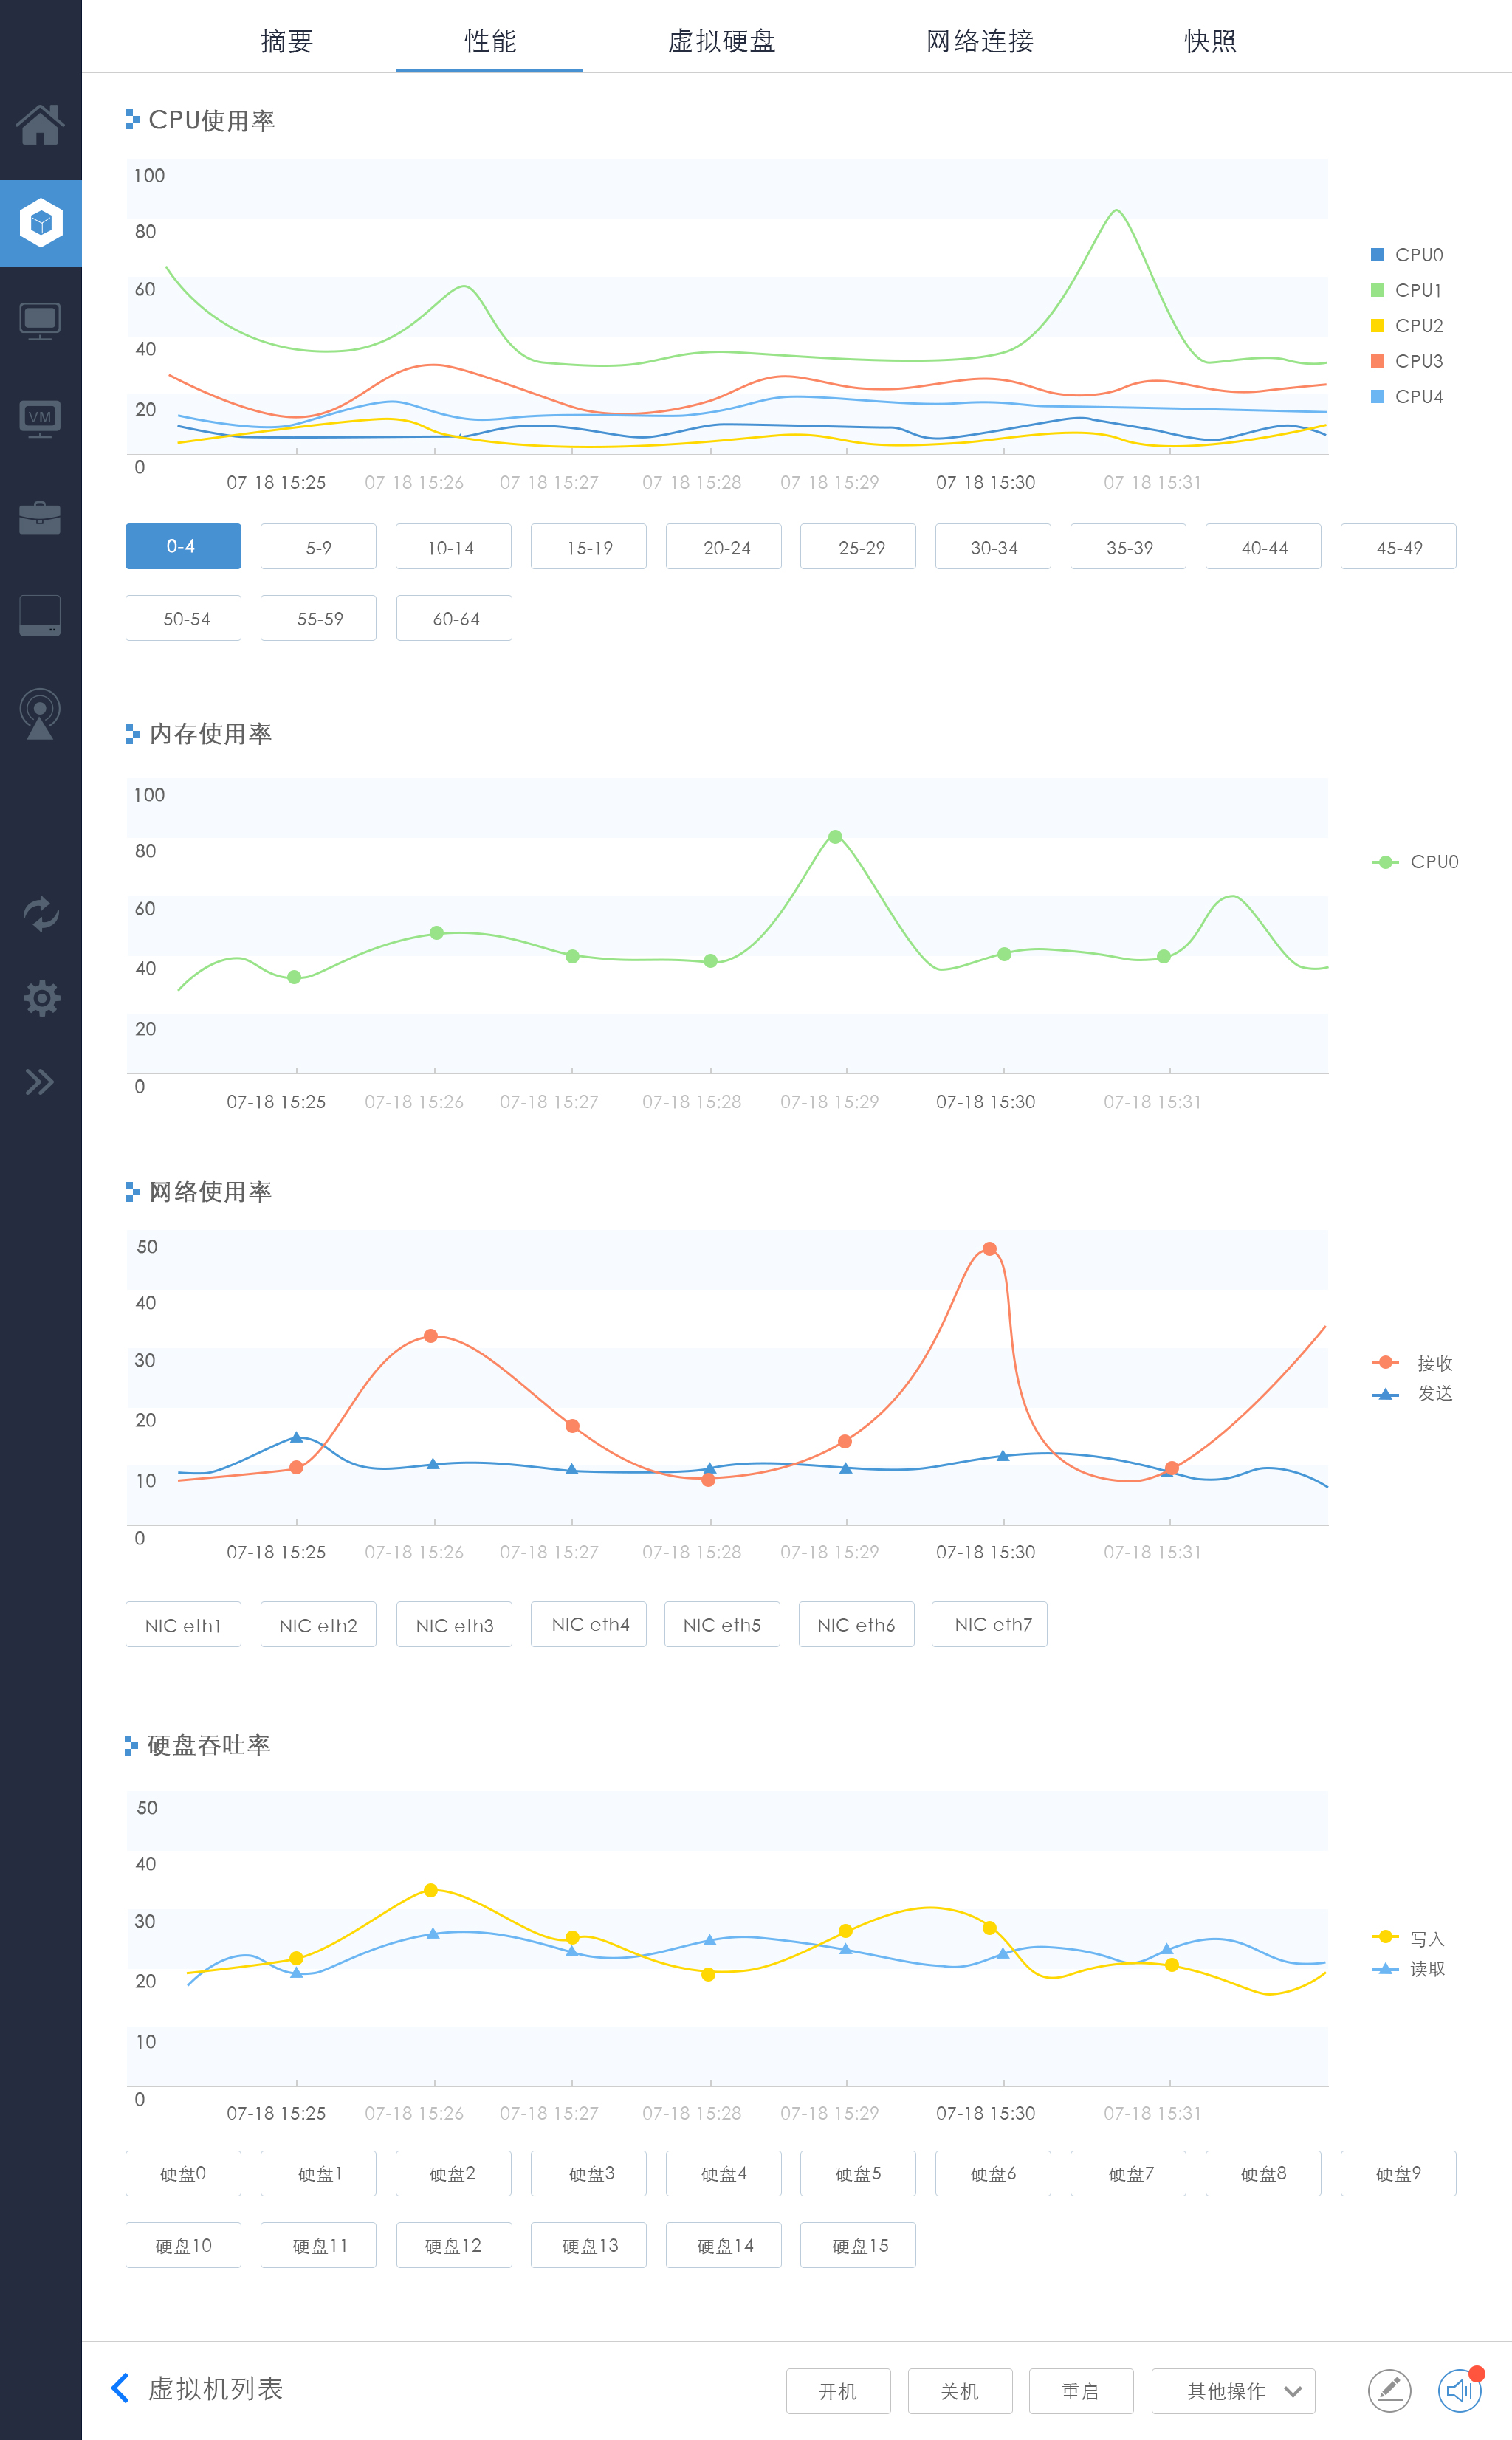 摘要 性能 虚拟硬盘 网络连接 快照
CPU使用率
100
80
60
40
20
0
CPU0
CPU1
CPU2
CPU3
CPU4
VM
07-18 15:25 07-18 15:26 07-18 15:27 07-18 15:28 07-18 15:29 07-18 15:30 07-18 15:31
0-4 5-9 10-14 15-19 20-24 25-29 30-34 35-39 40-44 45-49
50-54 55-59 60-64
内存使用率
100
80
60
40
20
0
CPU0
07-18 15:25 07-18 15:26 07-18 15:27 07-18 15:28 07-18 15:29 07-18 15:30 07-18 15:31
网络使用率
50
40
30
20
10
0
接收
发送
07-18 15:25 07-18 15:26 07-18 15:27 07-18 15:28 07-18 15:29 07-18 15:30 07-18 15:31
NIC eth1 NIC eth2 NIC eth3 NIC eth4 NIC eth5 NIC eth6 NIC eth7
硬盘吞吐率
50
40
30
20
10
0
写入
读取
07-18 15:25 07-18 15:26 07-18 15:27 07-18 15:28 07-18 15:29 07-18 15:30 07-18 15:31
硬盘0 硬盘1 硬盘2 硬盘3 硬盘4 硬盘5 硬盘6 硬盘7 硬盘8 硬盘9
硬盘10 硬盘11 硬盘12 硬盘13 硬盘14 硬盘15
虚拟机列表 开机 关机 重启 其他操作